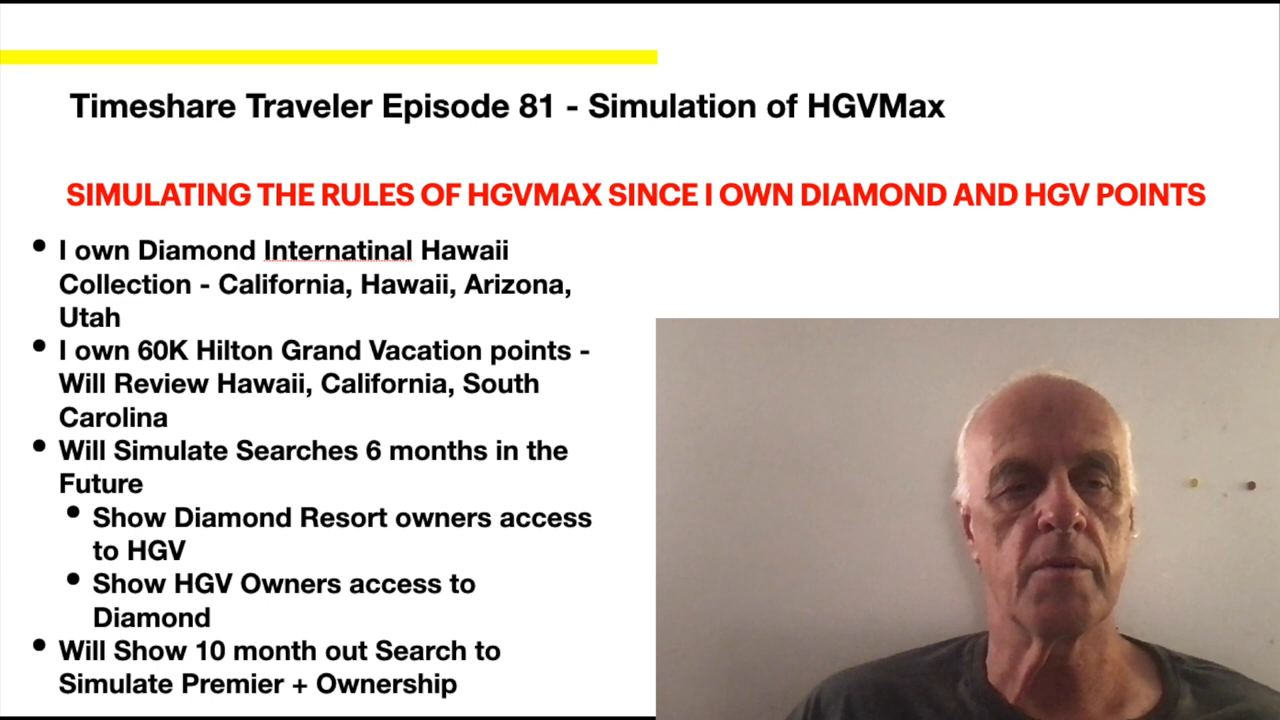 Timeshare Traveler Episode 81 - Simulation of HGVMax
SIMULATING THE RULES OF HGVMAX SINCE I OWN DIAMOND AND HGV POINTS
• I own Diamond Internatinal Hawaii
Collection - California, Hawaii, Arizona,
Utah
• I own 60K Hilton Grand Vacation points -
Will Review Hawaii, California, South
Carolina
• Will Simulate Searches 6 months in the
Future
• Show Diamond Resort owners access
to HGV
• Show HGV Owners access to
Diamond
• Will Show 10 month out Search to
Simulate Premier + Ownership